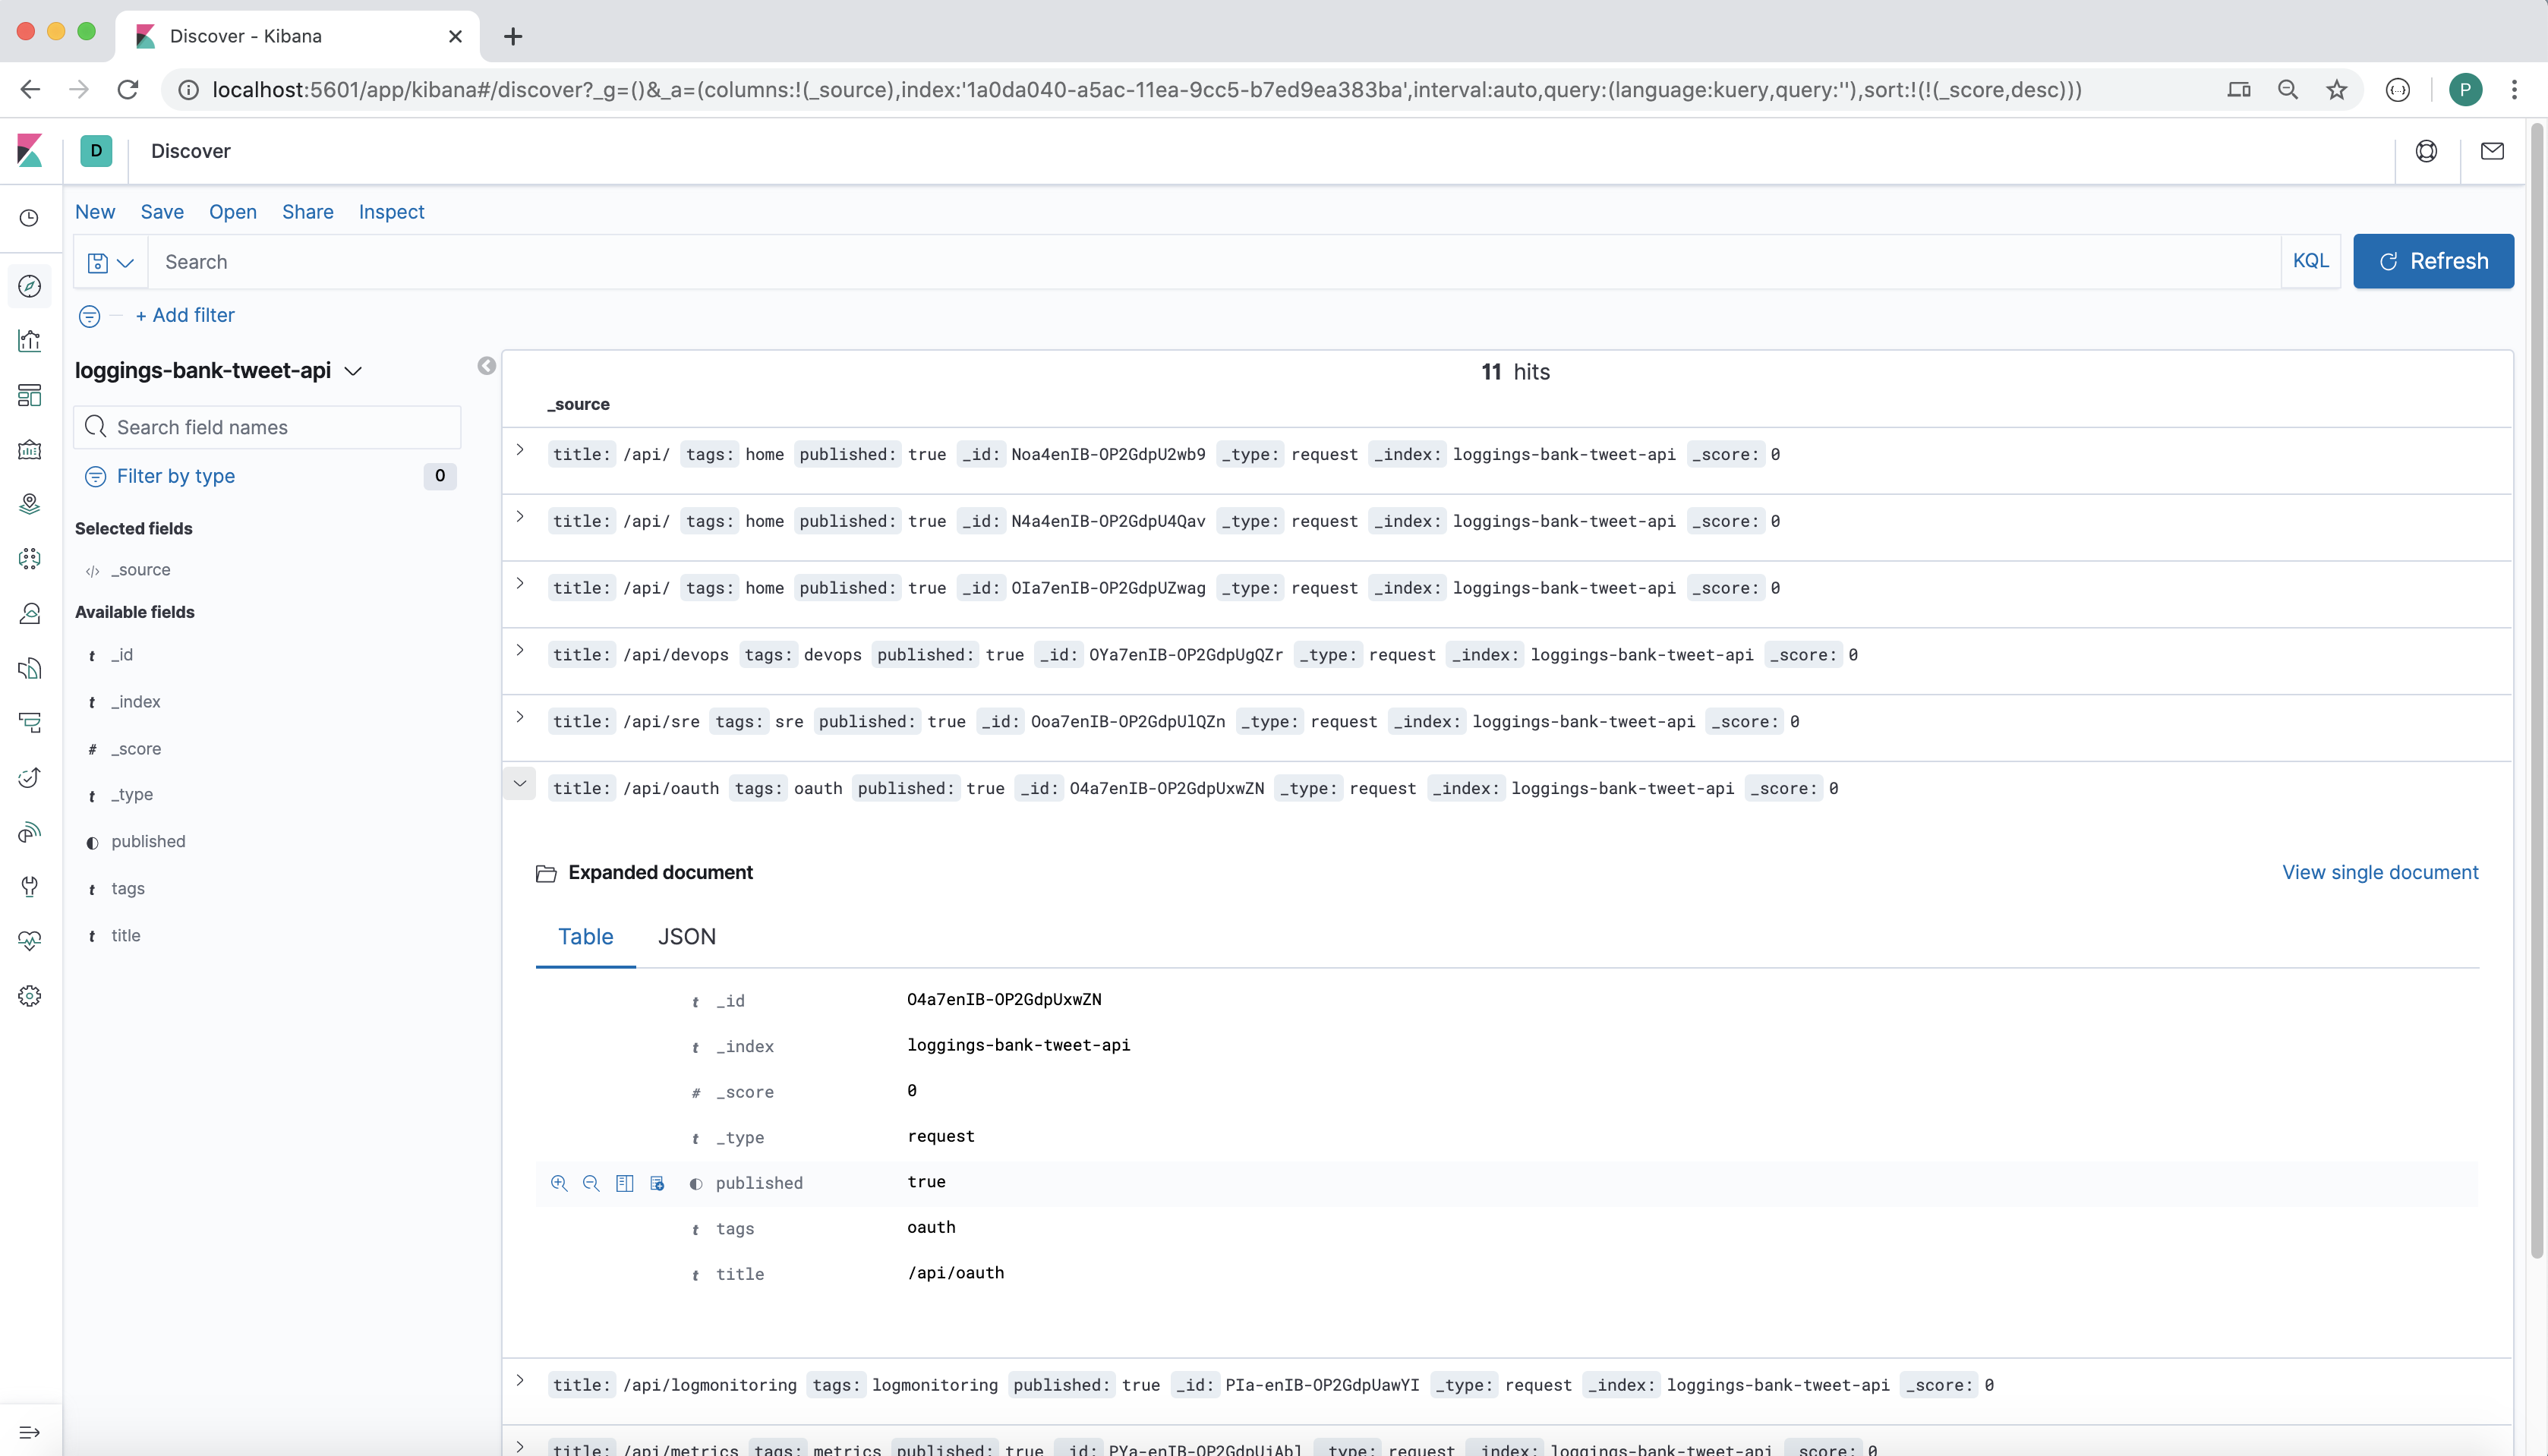 Discover - Kibana
localhost:5601/app/kibana#/discover?_g=()&_a=(columns:!(_source),index:'1a0da040-a5ac-11ea-9cc5-b7ed9ea383ba',interval:auto,query:(language:kuery,query:''),sort:!(!(_score,desc)))
P
D Discover
New Save Open Share Inspect
Search KQL Refresh
+ Add filter
loggings-bank-tweet-api
Search field names
Filter by type 0
Selected fields
_source
Available fields
t _id
t _index
# _score
t _type
published
t tags
t title
11 hits
_source
title: /api/ tags: home published: true _id: Noa4enIB-OP2GdpU2wb9 _type: request _index: loggings-bank-tweet-api _score: 0
title: /api/ tags: home published: true _id: N4a4enIB-OP2GdpU4Qav _type: request _index: loggings-bank-tweet-api _score: 0
title: /api/ tags: home published: true _id: OIa7enIB-OP2GdpUZwag _type: request _index: loggings-bank-tweet-api _score: 0
title: /api/devops tags: devops published: true _id: OYa7enIB-OP2GdpUgQZr _type: request _index: loggings-bank-tweet-api _score: 0
title: /api/sre tags: sre published: true _id: Ooa7enIB-OP2GdpUlQZn _type: request _index: loggings-bank-tweet-api _score: 0
title: /api/oauth tags: oauth published: true _id: O4a7enIB-OP2GdpUxwZN _type: request _index: loggings-bank-tweet-api _score: 0
Expanded document View single document
Table JSON
t _id O4a7enIB-OP2GdpUxwZN
t _index loggings-bank-tweet-api
# _score 0
t _type request
published true
t tags oauth
t title /api/oauth
title: /api/logmonitoring tags: logmonitoring published: true _id: PIa-enIB-OP2GdpUawYI _type: request _index: loggings-bank-tweet-api _score: 0
title: /api/metrics tags: metrics published: true _id: PYa-enIB-OP2GdpUjAbl _type: request _index: loggings-bank-tweet-api _score: 0